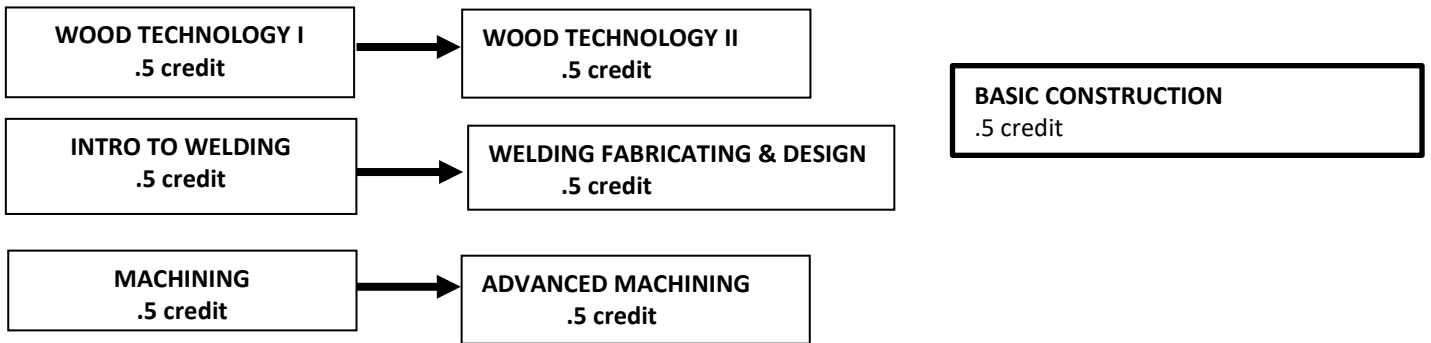 WOOD TECHNOLOGY I
.5 credit
WOOD TECHNOLOGY II
.5 credit
BASIC CONSTRUCTION
.5 credit
INTRO TO WELDING
.5 credit
WELDING FABRICATING & DESIGN
.5 credit
MACHINING
.5 credit
ADVANCED MACHINING
.5 credit